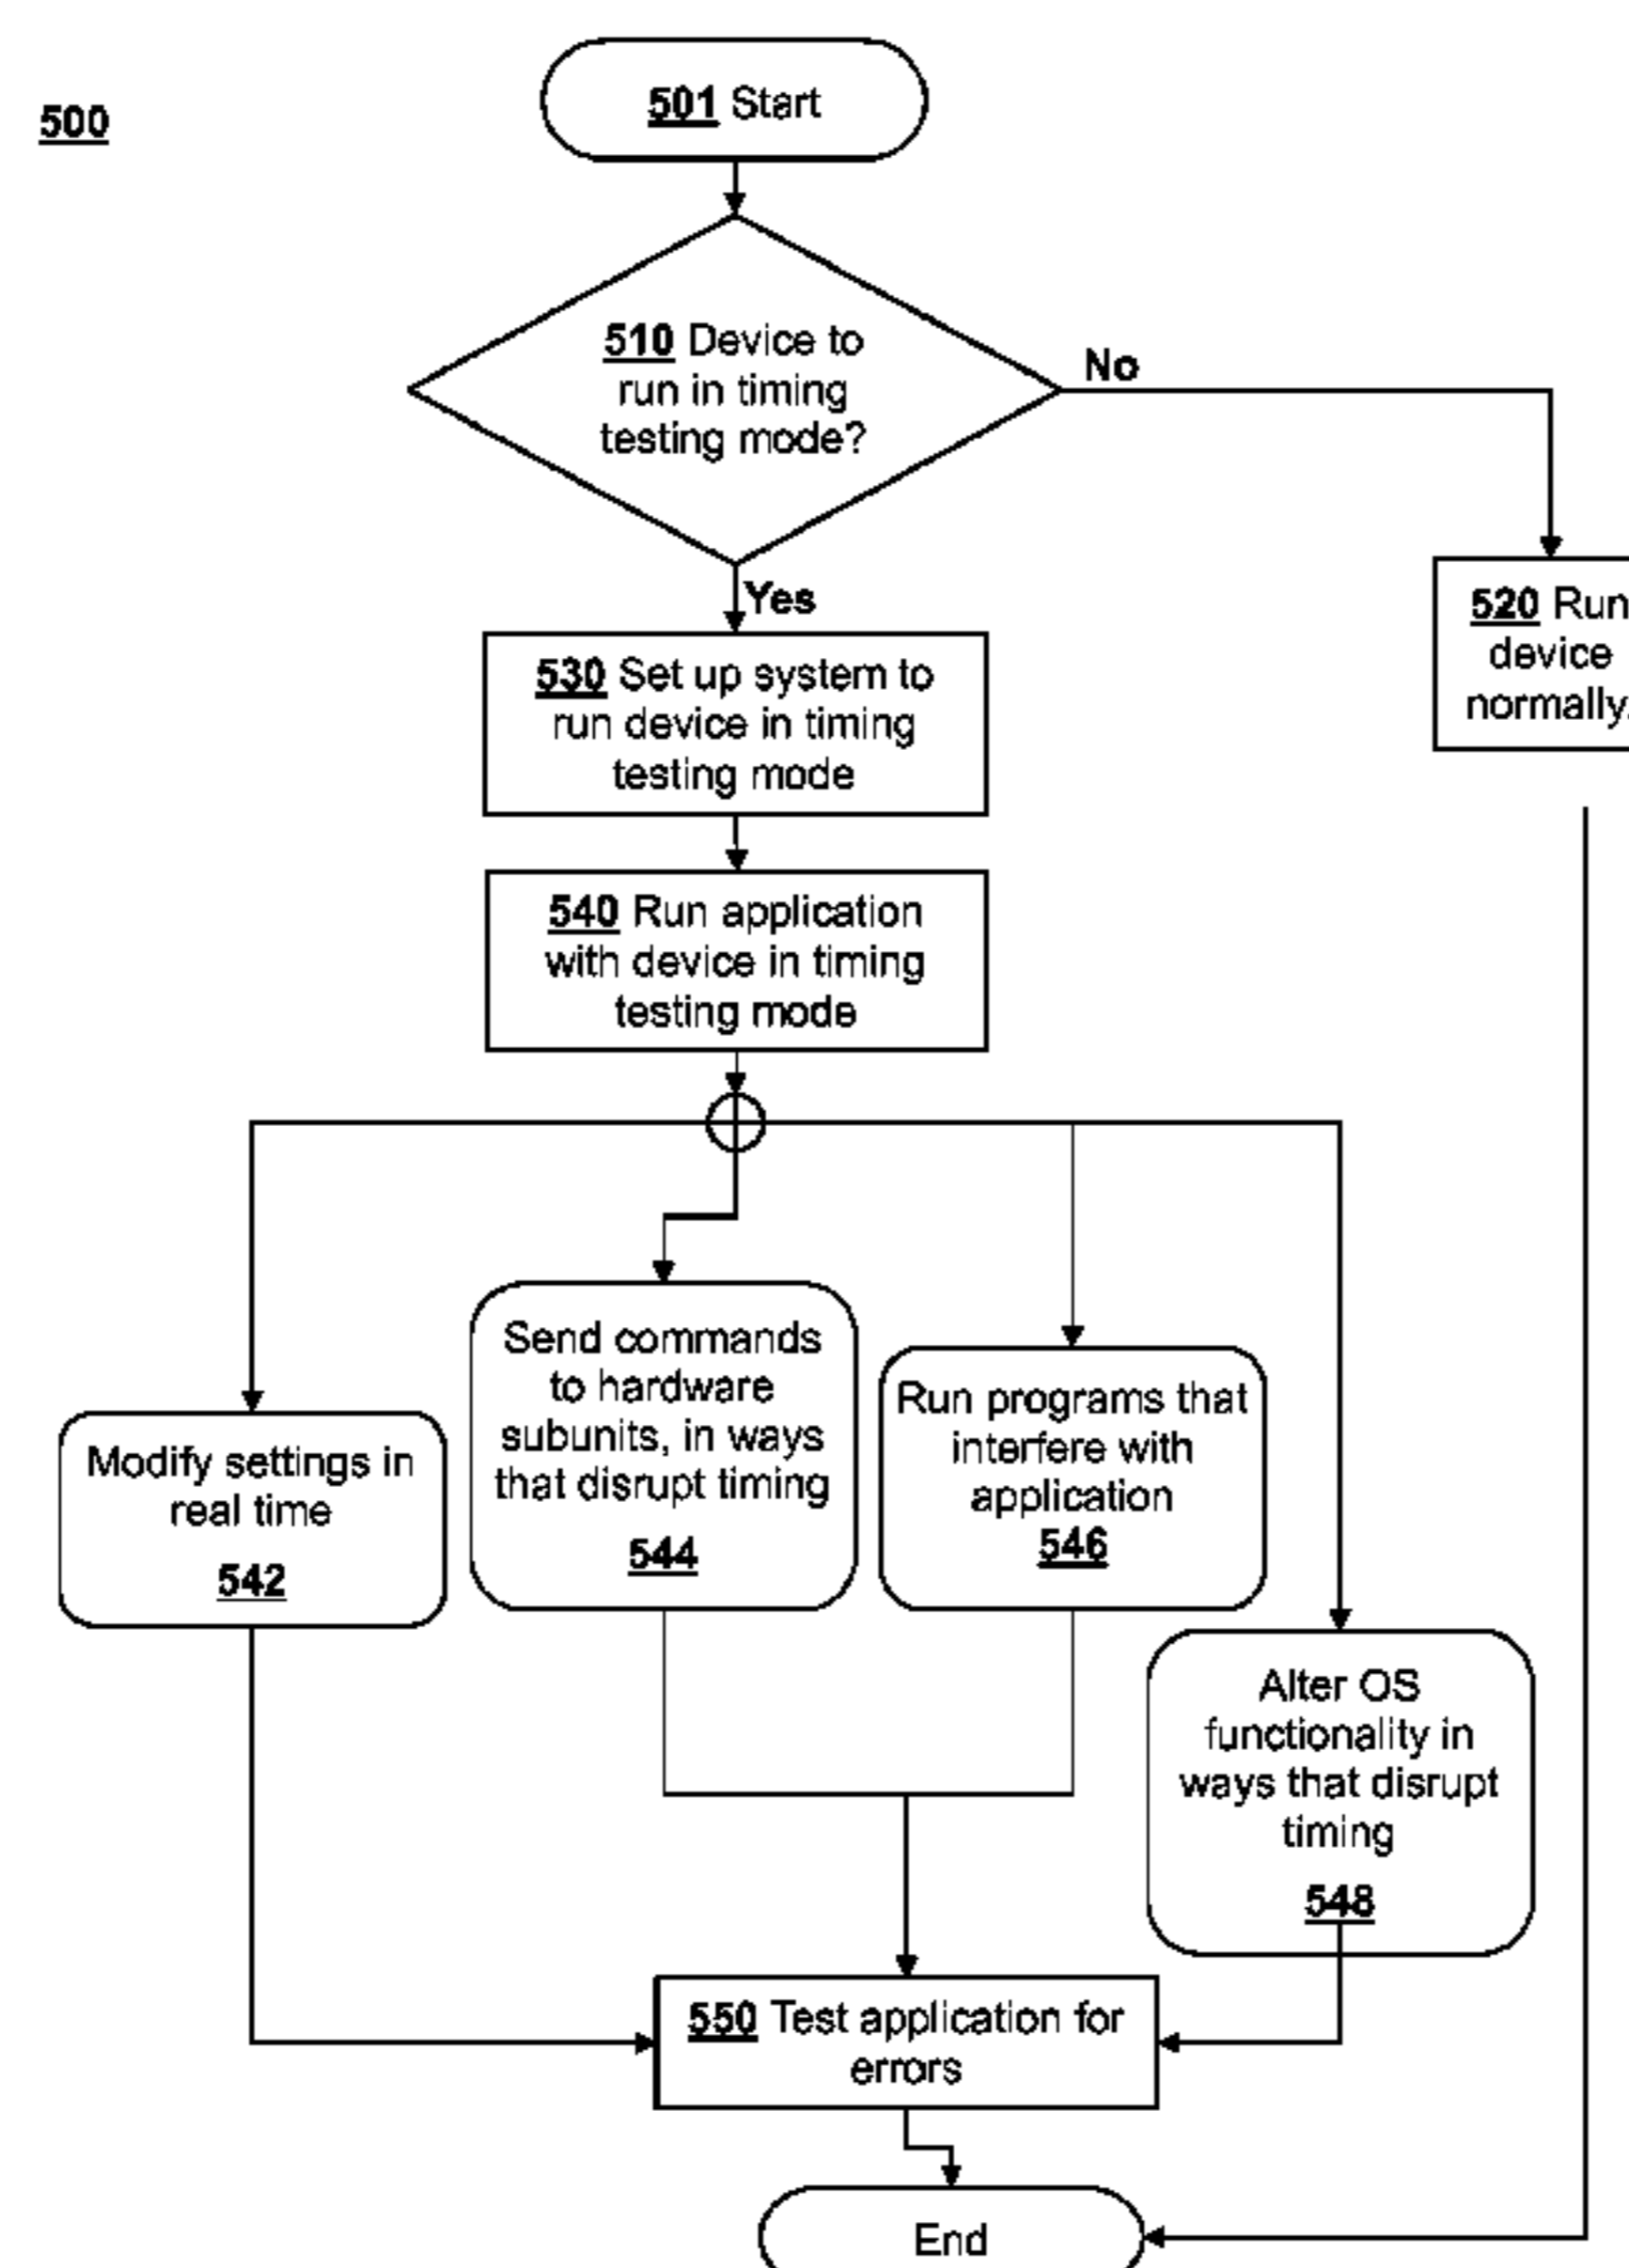 500
501 Start
510 Device to
run in timing
testing mode?
No
Yes
520 Run
device
normally.
530 Set up system to
run device in timing
testing mode
540 Run application
with device in timing
testing mode
Modify settings in
real time
542
Send commands
to hardware
subunits, in ways
that disrupt timing
544
Run programs that
interfere with
application
546
Alter OS
functionality in
ways that disrupt
timing
548
550 Test application for
errors
End